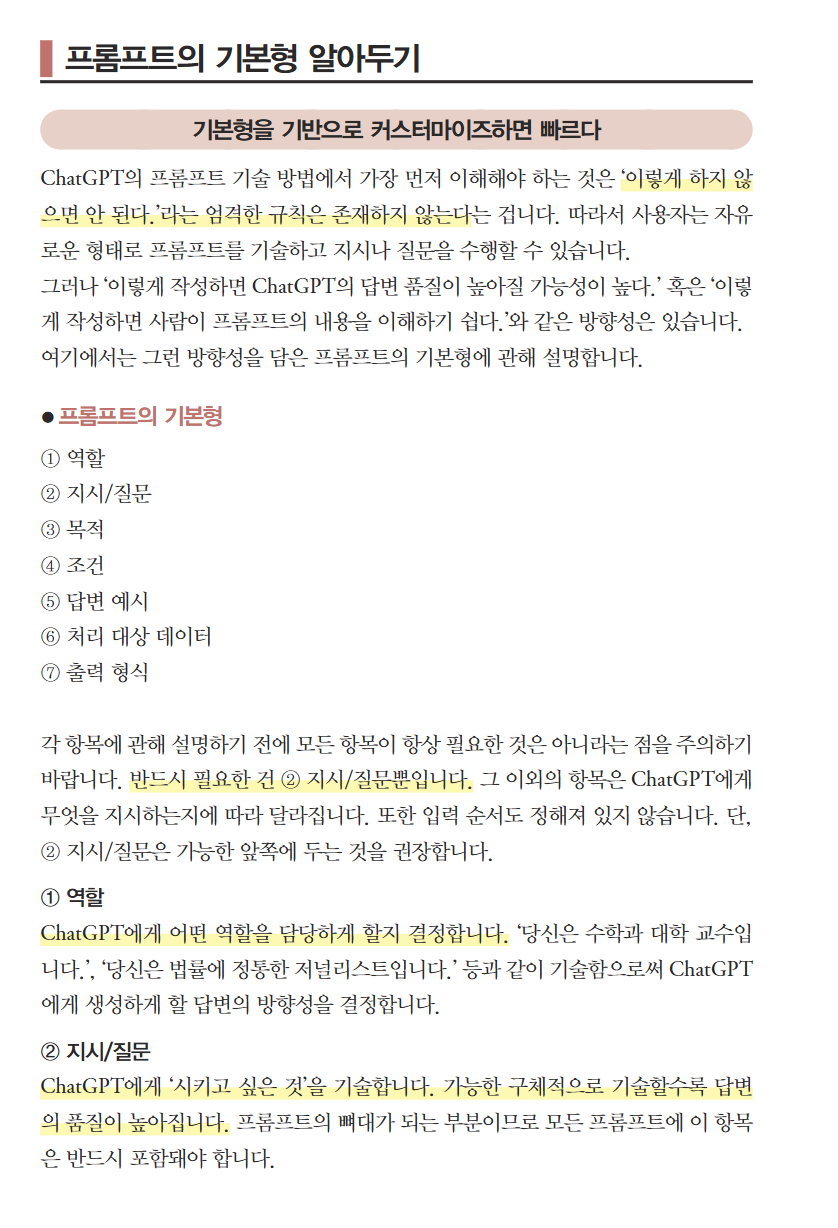 프롬프트의 기본형 알아두기
기본형을 기반으로 커스터마이즈하면 빠르다
ChatGPT의 프롬프트 기술 방법에서 가장 먼저 이해해야 하는 것은 ‘이렇게 하지 않
으면 안 된다.’라는 엄격한 규칙은 존재하지 않는다는 겁니다. 따라서 사용자는 자유
로운 형태로 프롬프트를 기술하고 지시나 질문을 수행할 수 있습니다.
그러나 ‘이렇게 작성하면 ChatGPT의 답변 품질이 높아질 가능성이 높다.’ 혹은 ‘이렇
게 작성하면 사람이 프롬프트의 내용을 이해하기 쉽다.’와 같은 방향성은 있습니다.
여기에서는 그런 방향성을 담은 프롬프트의 기본형에 관해 설명합니다.
● 프롬프트의 기본형
① 역할
② 지시/질문
③ 목적
④ 조건
⑤ 답변 예시
⑥ 처리 대상 데이터
⑦ 출력 형식
각 항목에 관해 설명하기 전에 모든 항목이 항상 필요한 것은 아니라는 점을 주의하기
바랍니다. 반드시 필요한 건 ② 지시/질문뿐입니다. 그 이외의 항목은 ChatGPT에게
무엇을 지시하는지에 따라 달라집니다. 또한 입력 순서도 정해져 있지 않습니다. 단,
② 지시/질문은 가능한 앞쪽에 두는 것을 권장합니다.
① 역할
ChatGPT에게 어떤 역할을 담당하게 할지 결정합니다. ‘당신은 수학과 대학 교수입
니다.’, ‘당신은 법률에 정통한 저널리스트입니다.’ 등과 같이 기술함으로써 ChatGPT
에게 생성하게 할 답변의 방향성을 결정합니다.
② 지시/질문
ChatGPT에게 ‘시키고 싶은 것’을 기술합니다. 가능한 구체적으로 기술할수록 답변
의 품질이 높아집니다. 프롬프트의 뼈대가 되는 부분이므로 모든 프롬프트에 이 항목
은 반드시 포함돼야 합니다.